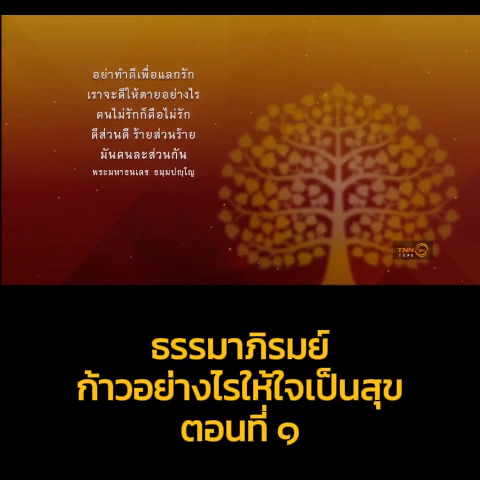 อย่าทำดีเพื่อแลกรัก
เราจะดีให้ตายอย่างไร
คนไม่รักก็คือไม่รัก
ดีส่วนดี ร้ายส่วนร้าย
มันคนละส่วนกัน
พระมหาธนเดช ธมฺมปญฺโญ
TNN
ธรรมาภิรมย์
ก้าวอย่างไรให้ใจเป็นสุข
ตอนที่ ๑